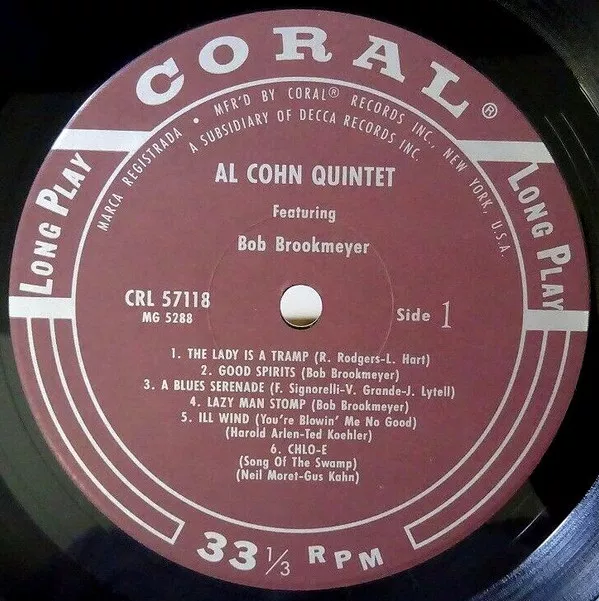 CORAL®
MARCA REGISTRADA • MFR'D BY CORAL® RECORDS INC., NEW YORK, U.S.A.
A SUBSIDIARY OF DECCA RECORDS INC.
LONG PLAY
LONG PLAY
AL COHN QUINTET
Featuring
Bob Brookmeyer
CRL 57118
MG 5288
Side 1
1. THE LADY IS A TRAMP (R. Rodgers-L. Hart)
2. GOOD SPIRITS (Bob Brookmeyer)
3. A BLUES SERENADE (F. Signorelli-V. Grande-J. Lytell)
4. LAZY MAN STOMP (Bob Brookmeyer)
5. ILL WIND (You're Blowin' Me No Good)
(Harold Arlen-Ted Koehler)
6. CHLO-E
(Song Of The Swamp)
(Neil Moret-Gus Kahn)
33 1/3 RPM